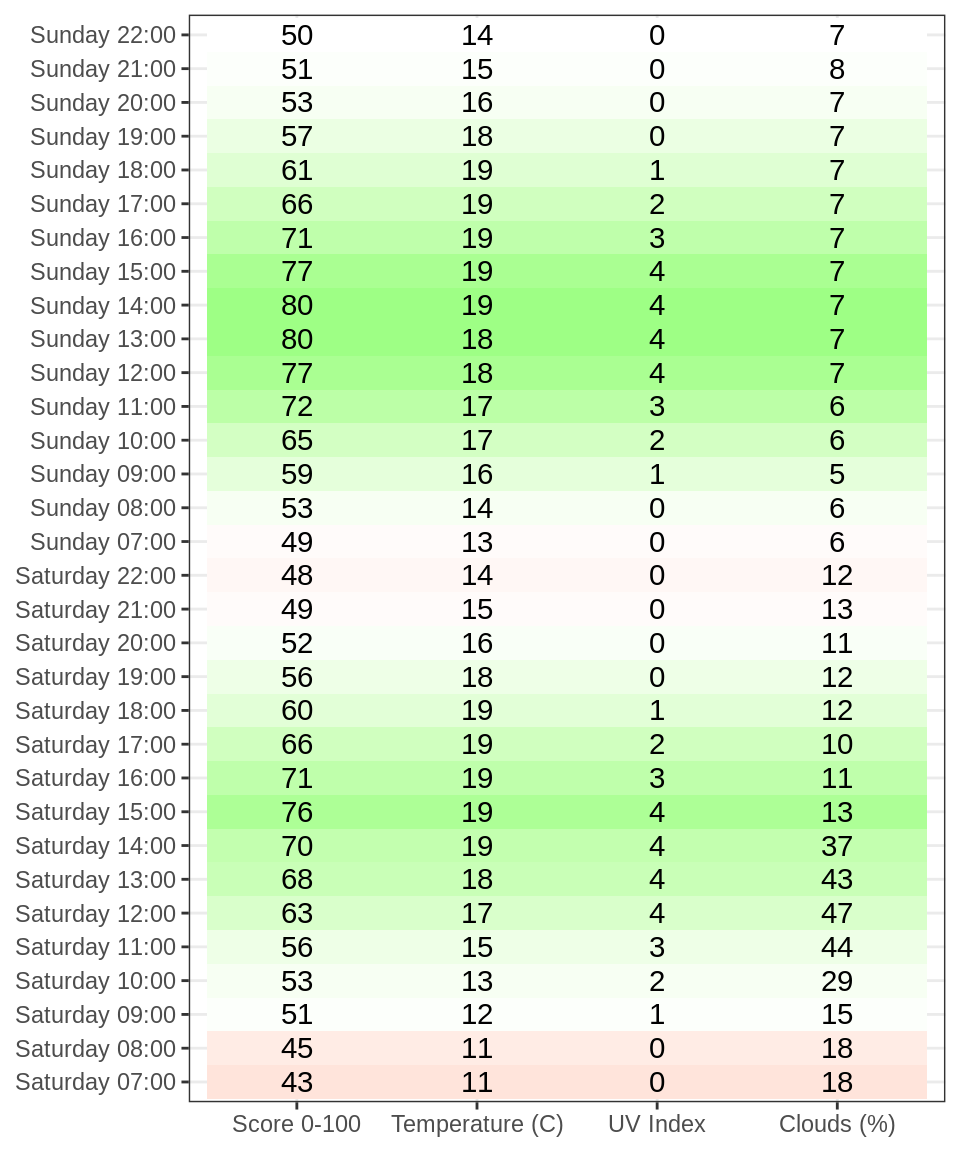 Sunday 22:00 50 14 0 7
Sunday 21:00 51 15 0 8
Sunday 20:00 53 16 0 7
Sunday 19:00 57 18 0 7
Sunday 18:00 61 19 1 7
Sunday 17:00 66 19 2 7
Sunday 16:00 71 19 3 7
Sunday 15:00 77 19 4 7
Sunday 14:00 80 19 4 7
Sunday 13:00 80 18 4 7
Sunday 12:00 77 18 4 7
Sunday 11:00 72 17 3 6
Sunday 10:00 65 17 2 6
Sunday 09:00 59 16 1 5
Sunday 08:00 53 14 0 6
Sunday 07:00 49 13 0 6
Saturday 22:00 48 14 0 12
Saturday 21:00 49 15 0 13
Saturday 20:00 52 16 0 11
Saturday 19:00 56 18 0 12
Saturday 18:00 60 19 1 12
Saturday 17:00 66 19 2 10
Saturday 16:00 71 19 3 11
Saturday 15:00 76 19 4 13
Saturday 14:00 70 19 4 37
Saturday 13:00 68 18 4 43
Saturday 12:00 63 17 4 47
Saturday 11:00 56 15 3 44
Saturday 10:00 53 13 2 29
Saturday 09:00 51 12 1 15
Saturday 08:00 45 11 0 18
Saturday 07:00 43 11 0 18
Score 0-100 Temperature (C) UV Index Clouds (%)